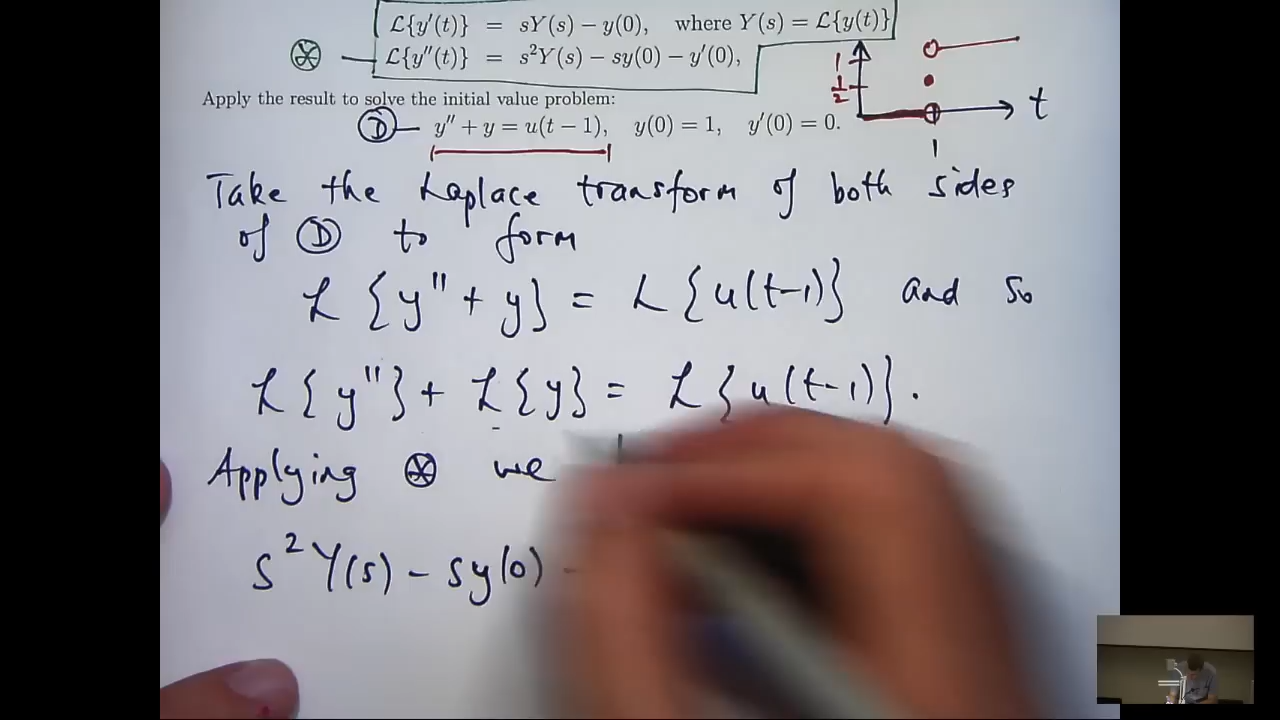 ℒ{y′(t)} = sY(s) − y(0), where Y(s) = ℒ{y(t)}
ℒ{y″(t)} = s²Y(s) − sy(0) − y′(0),
Apply the result to solve the initial value problem:
① y″ + y = u(t − 1), y(0) = 1, y′(0) = 0.
1
1/2
t
1
Take the Laplace transform of both sides
of ① to form
ℒ{y″ + y} = ℒ{u(t−1)} and so
ℒ{y″} + ℒ{y} = ℒ{u(t−1)}.
Applying ⊛ we
s²Y(s) − sy(0) −